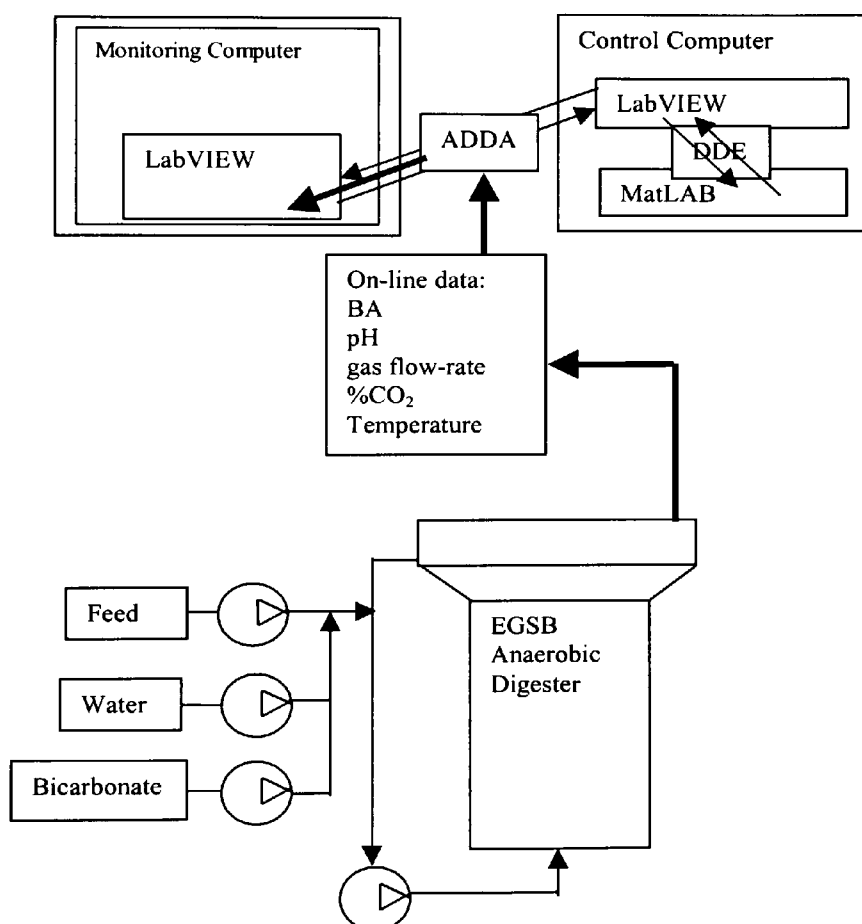 Monitoring Computer
LabVIEW
ADDA
Control Computer
LabVIEW
DDE
MatLAB
On-line data:
BA
pH
gas flow-rate
%CO₂
Temperature
Feed
Water
Bicarbonate
EGSB
Anaerobic
Digester